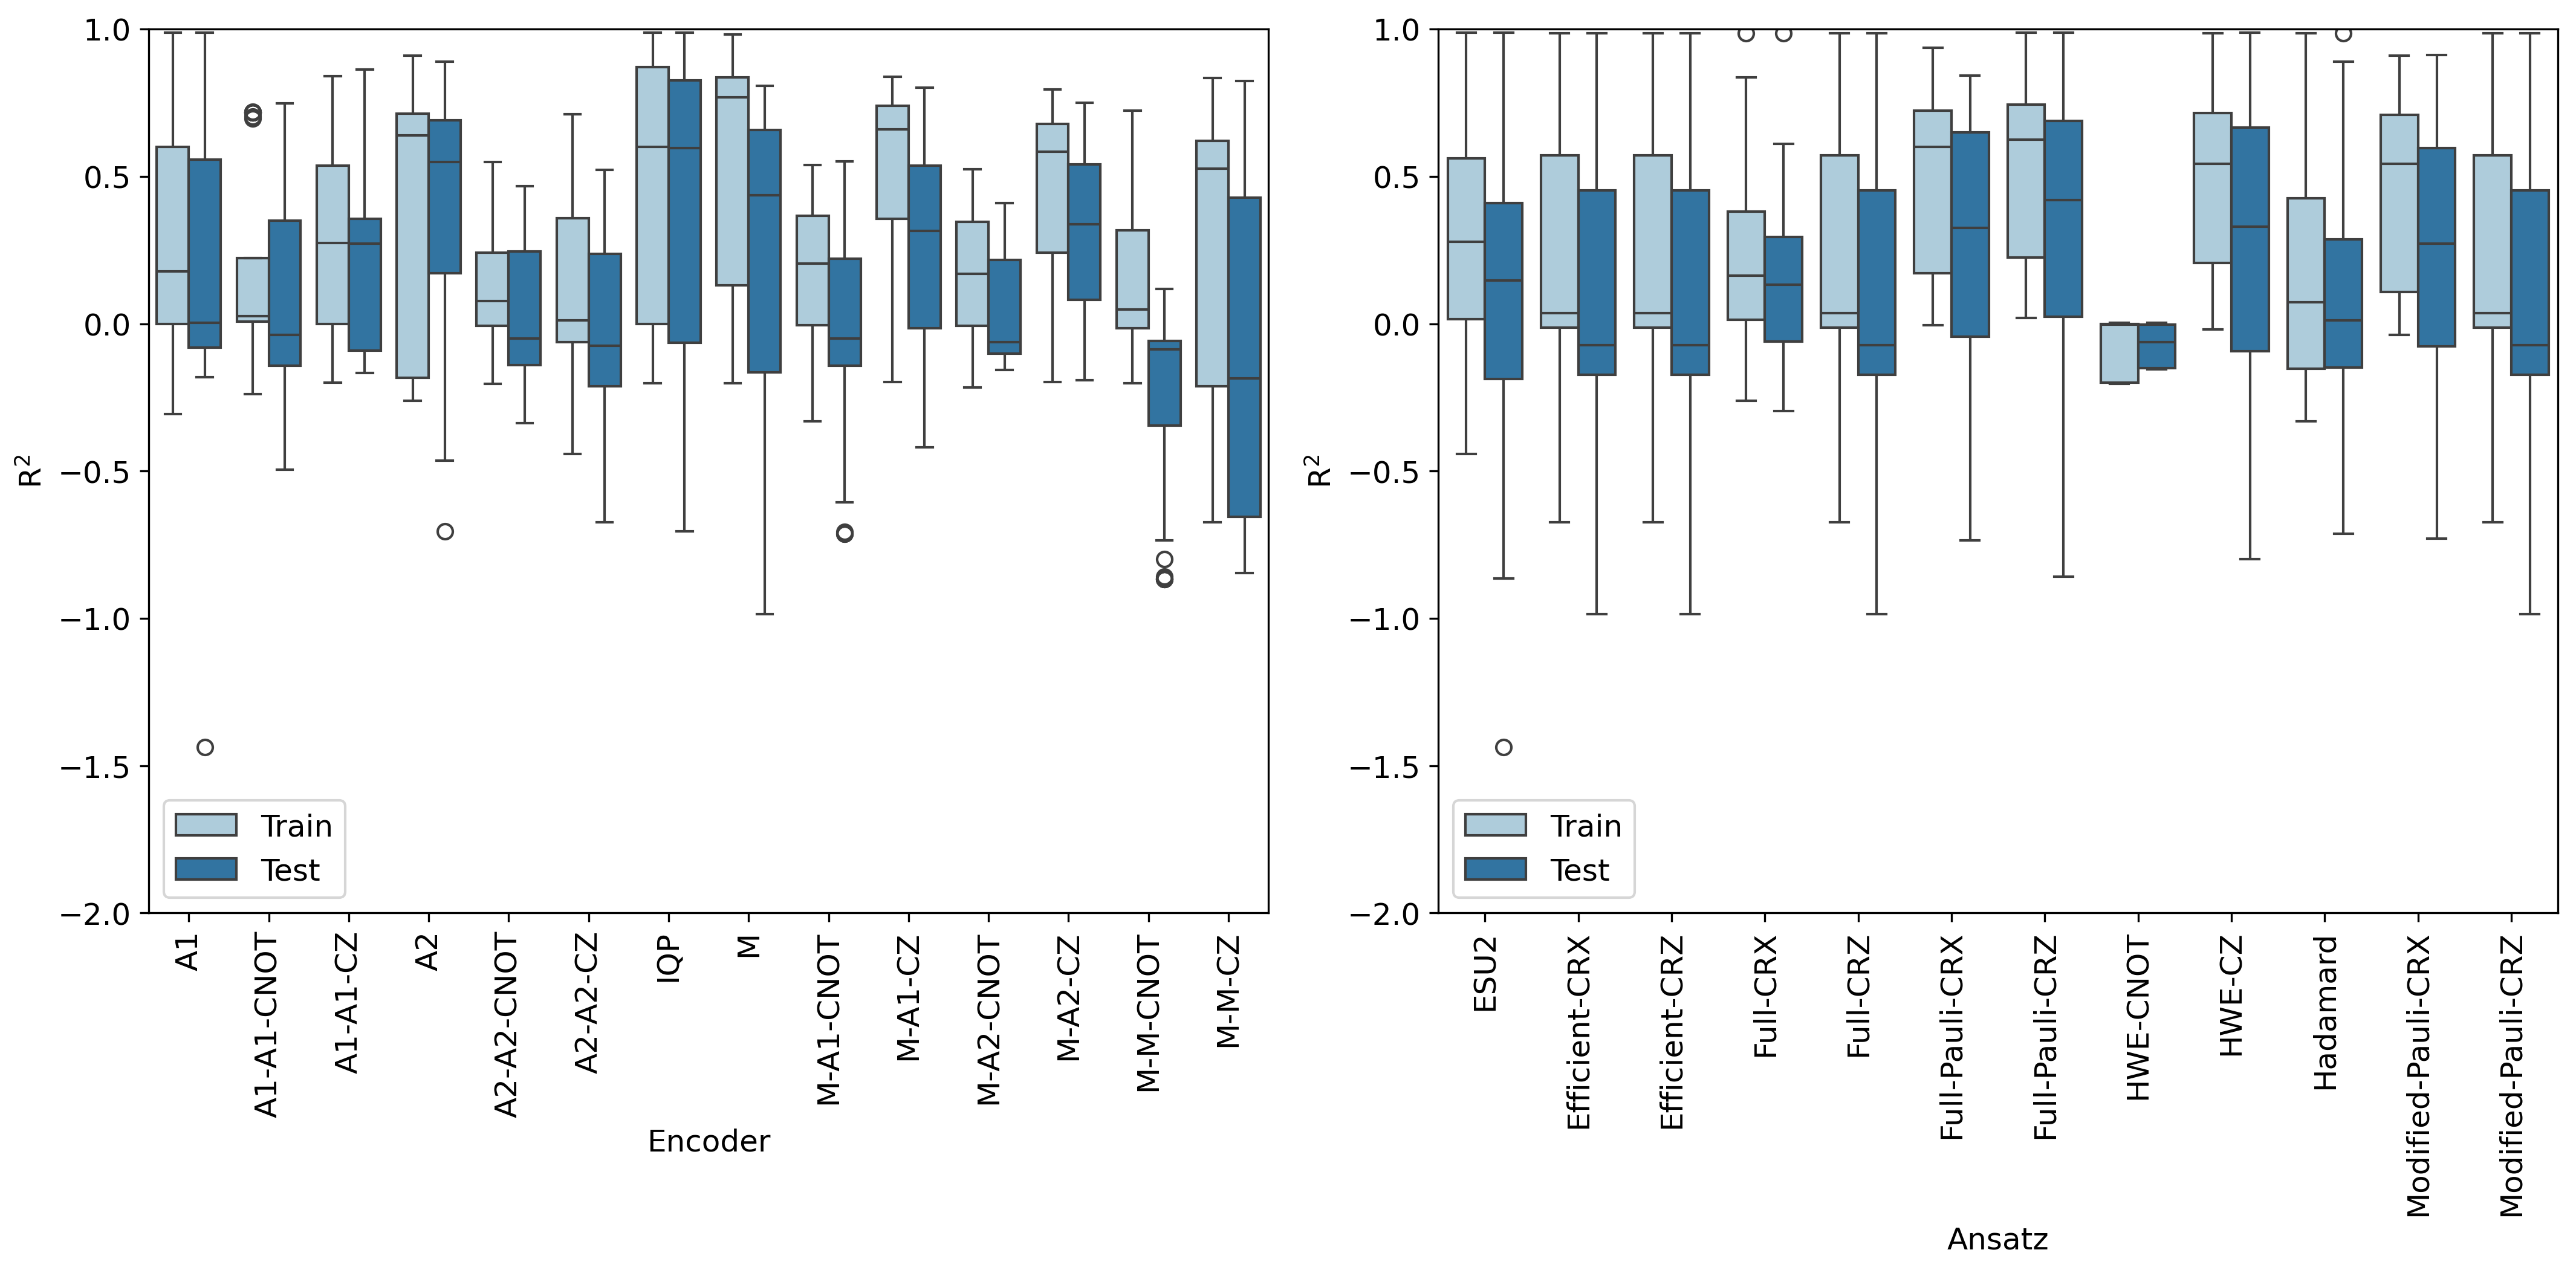 1.0
0.5
0.0
−0.5
−1.0
−1.5
−2.0
R²
Train
Test
A1
A1-A1-CNOT
A1-A1-CZ
A2
A2-A2-CNOT
A2-A2-CZ
IQP
M
M-A1-CNOT
M-A1-CZ
M-A2-CNOT
M-A2-CZ
M-M-CNOT
M-M-CZ
Encoder
1.0
0.5
0.0
−0.5
−1.0
−1.5
−2.0
R²
Train
Test
ESU2
Efficient-CRX
Efficient-CRZ
Full-CRX
Full-CRZ
Full-Pauli-CRX
Full-Pauli-CRZ
HWE-CNOT
HWE-CZ
Hadamard
Modified-Pauli-CRX
Modified-Pauli-CRZ
Ansatz